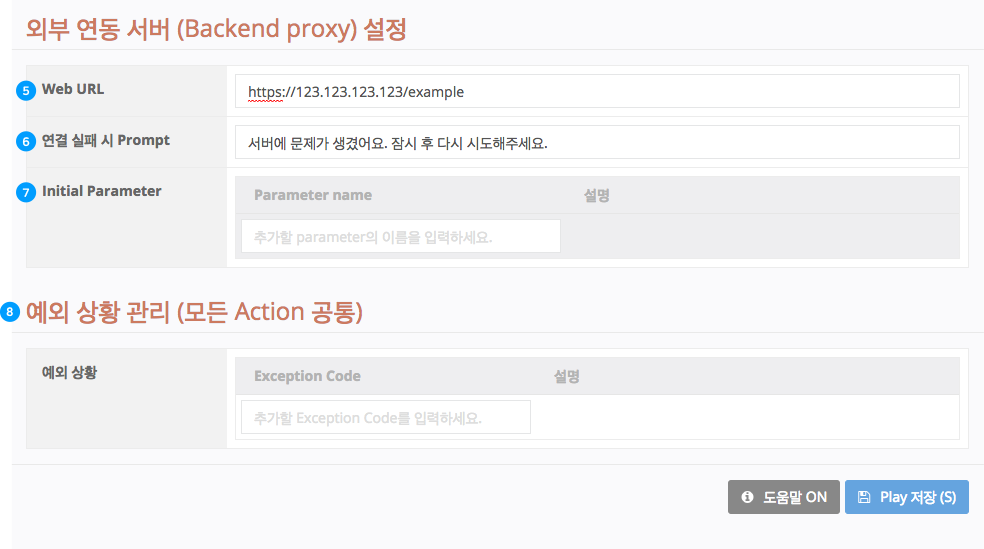 외부 연동 서버 (Backend proxy) 설정
5 Web URL https://123.123.123.123/example
6 연결 실패 시 Prompt 서버에 문제가 생겼어요. 잠시 후 다시 시도해주세요.
7 Initial Parameter Parameter name 설명
추가할 parameter의 이름을 입력하세요.
8 예외 상황 관리 (모든 Action 공통)
예외 상황 Exception Code 설명
추가할 Exception Code를 입력하세요.
도움말 ON Play 저장 (S)